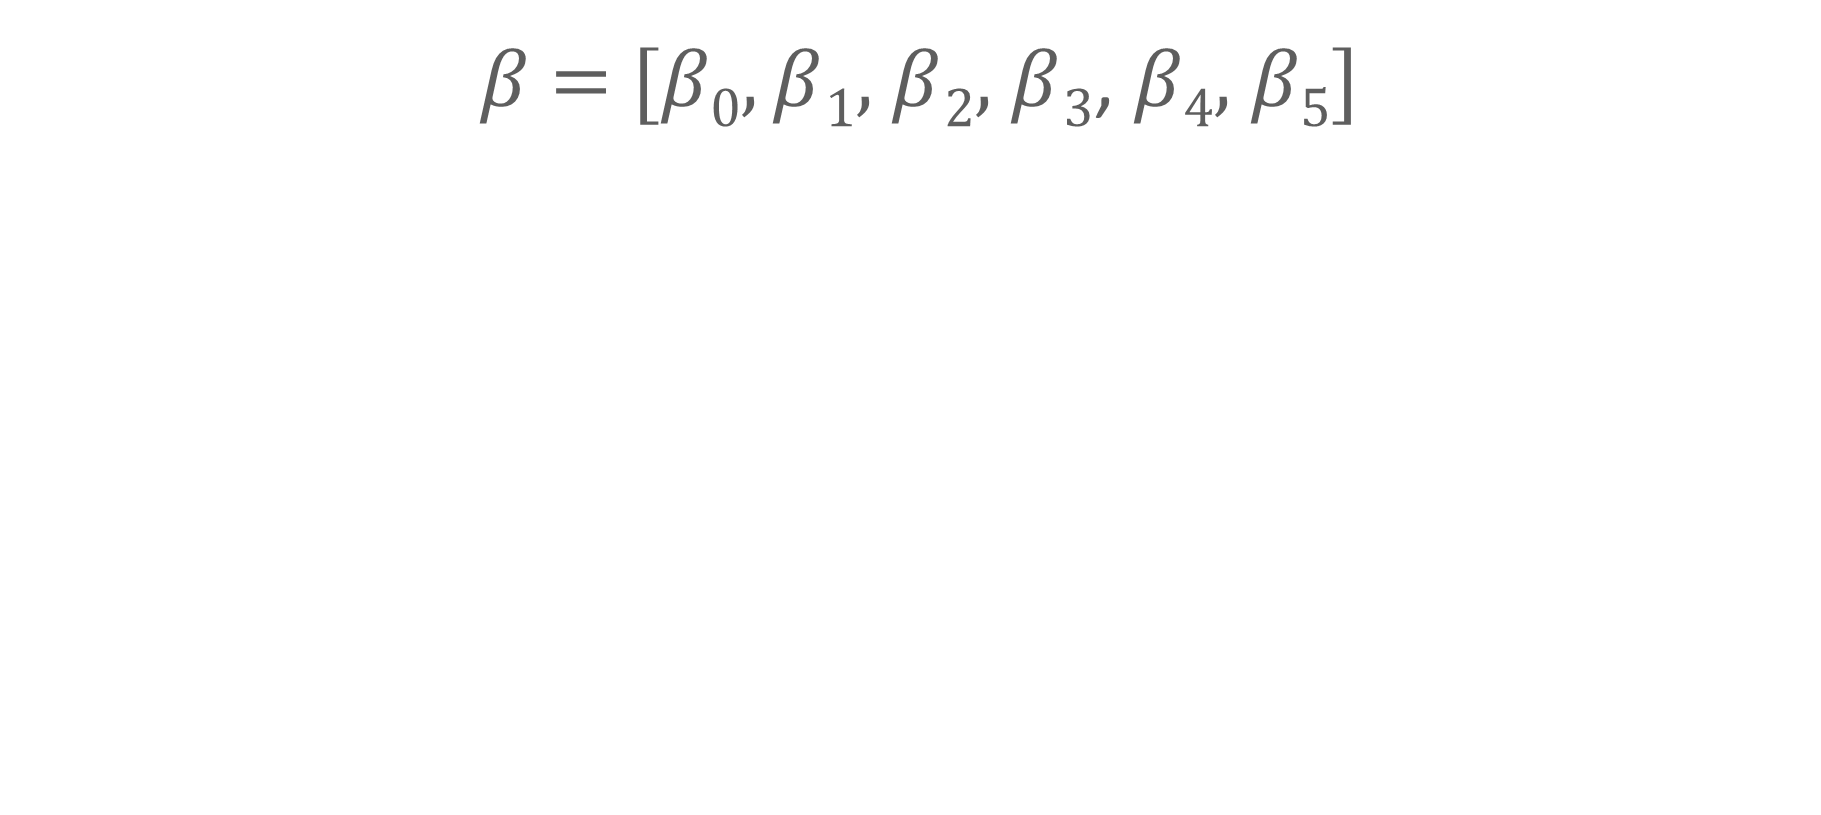 β = [β₀, β₁, β₂, β₃, β₄, β₅]